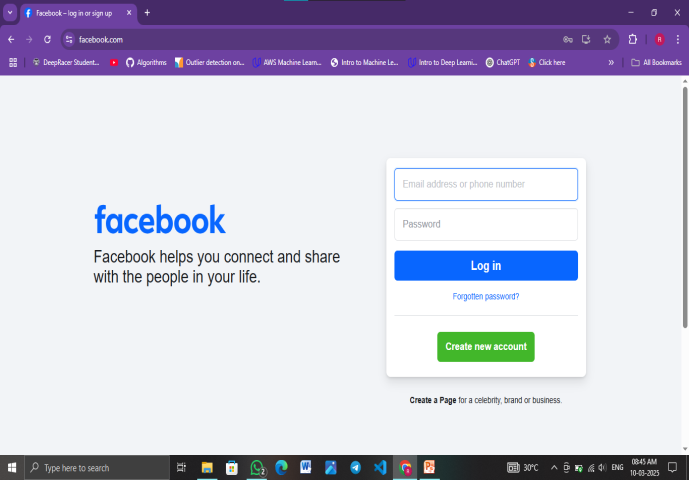 Facebook – log in or sign up
facebook.com
DeepRacer Student...
Algorithms
Outlier detection on...
AWS Machine Learn...
Intro to Machine Le...
Intro to Deep Learni...
ChatGPT
Click here
»
All Bookmarks
R
facebook
Facebook helps you connect and share
with the people in your life.
Email address or phone number
Password
Log in
Forgotten password?
Create new account
Create a Page for a celebrity, brand or business.
Type here to search
2
30°C
ENG
08:45 AM
10-03-2025